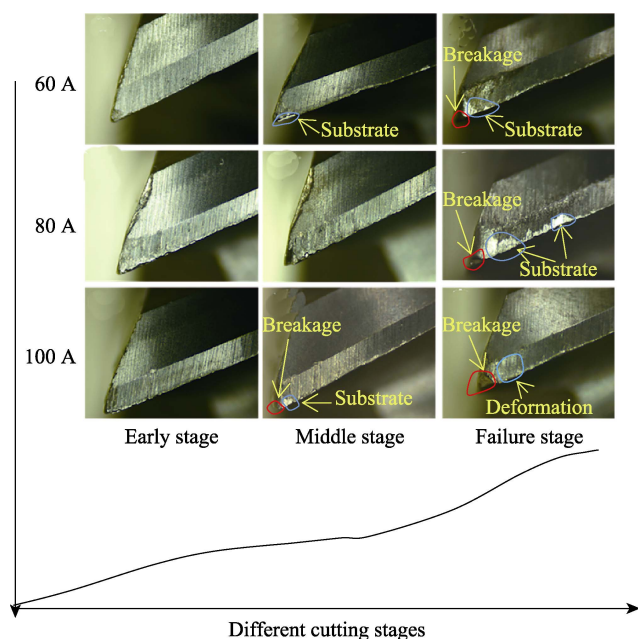 60 A
Substrate
Breakage
Substrate
80 A
Breakage
Substrate
100 A
Breakage
Substrate
Breakage
Deformation
Early stage
Middle stage
Failure stage
Different cutting stages